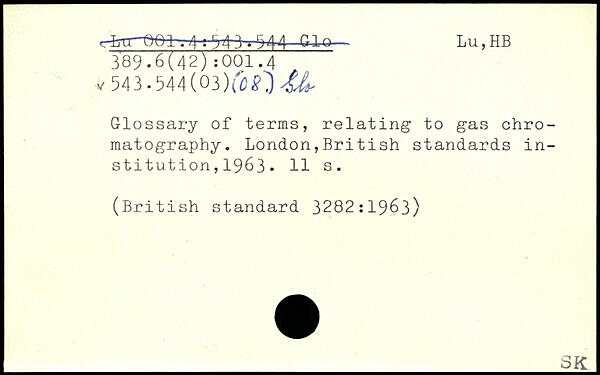 Lu 001.4:543.544 Glo
Lu,HB
389.6(42):001.4
543.544(03)(08.) Glo
Glossary of terms, relating to gas chro-
matography. London,British standards in-
stitution,1963. 11 s.
(British standard 3282:1963)
SK